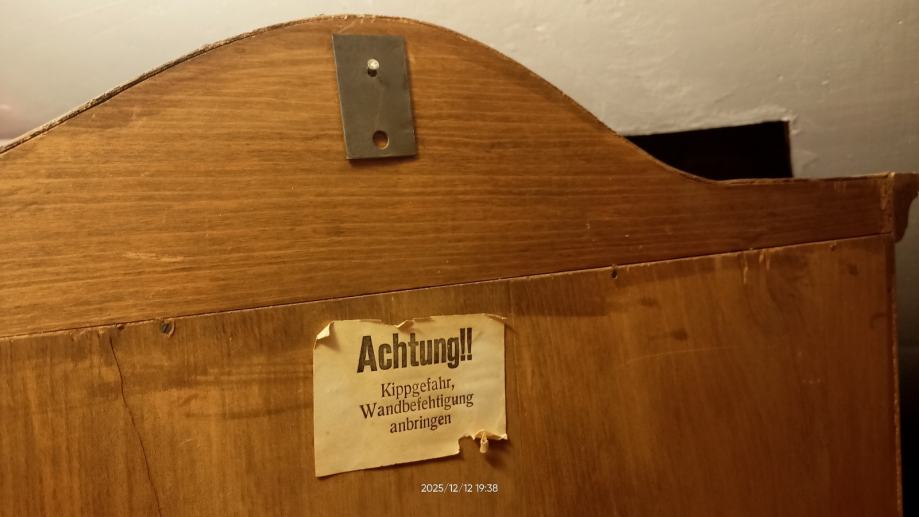 Achtung!!
Kippgefahr,
Wandbefehtigung
anbringen
2025/12/12 19:38